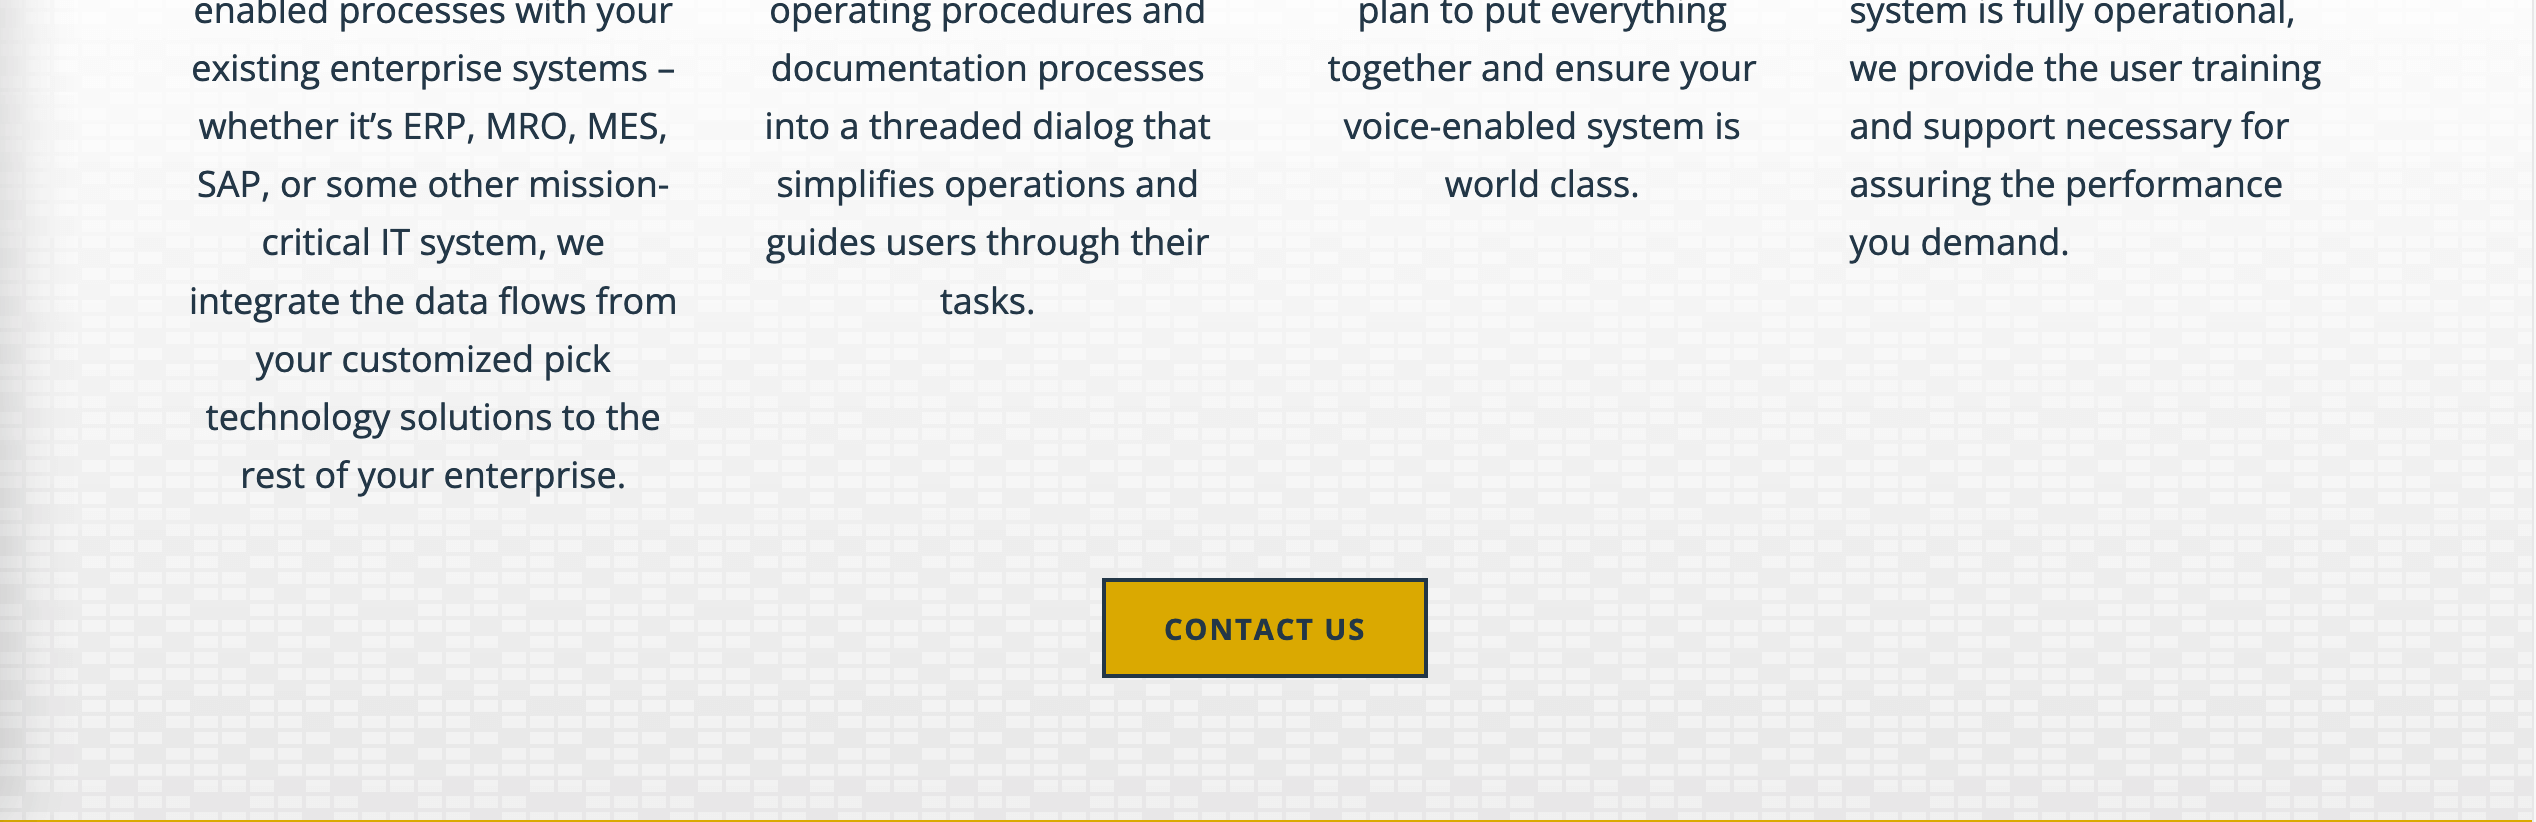 enabled processes with your
existing enterprise systems –
whether it’s ERP, MRO, MES,
SAP, or some other mission-
critical IT system, we
integrate the data flows from
your customized pick
technology solutions to the
rest of your enterprise.
operating procedures and
documentation processes
into a threaded dialog that
simplifies operations and
guides users through their
tasks.
plan to put everything
together and ensure your
voice-enabled system is
world class.
system is fully operational,
we provide the user training
and support necessary for
assuring the performance
you demand.
CONTACT US